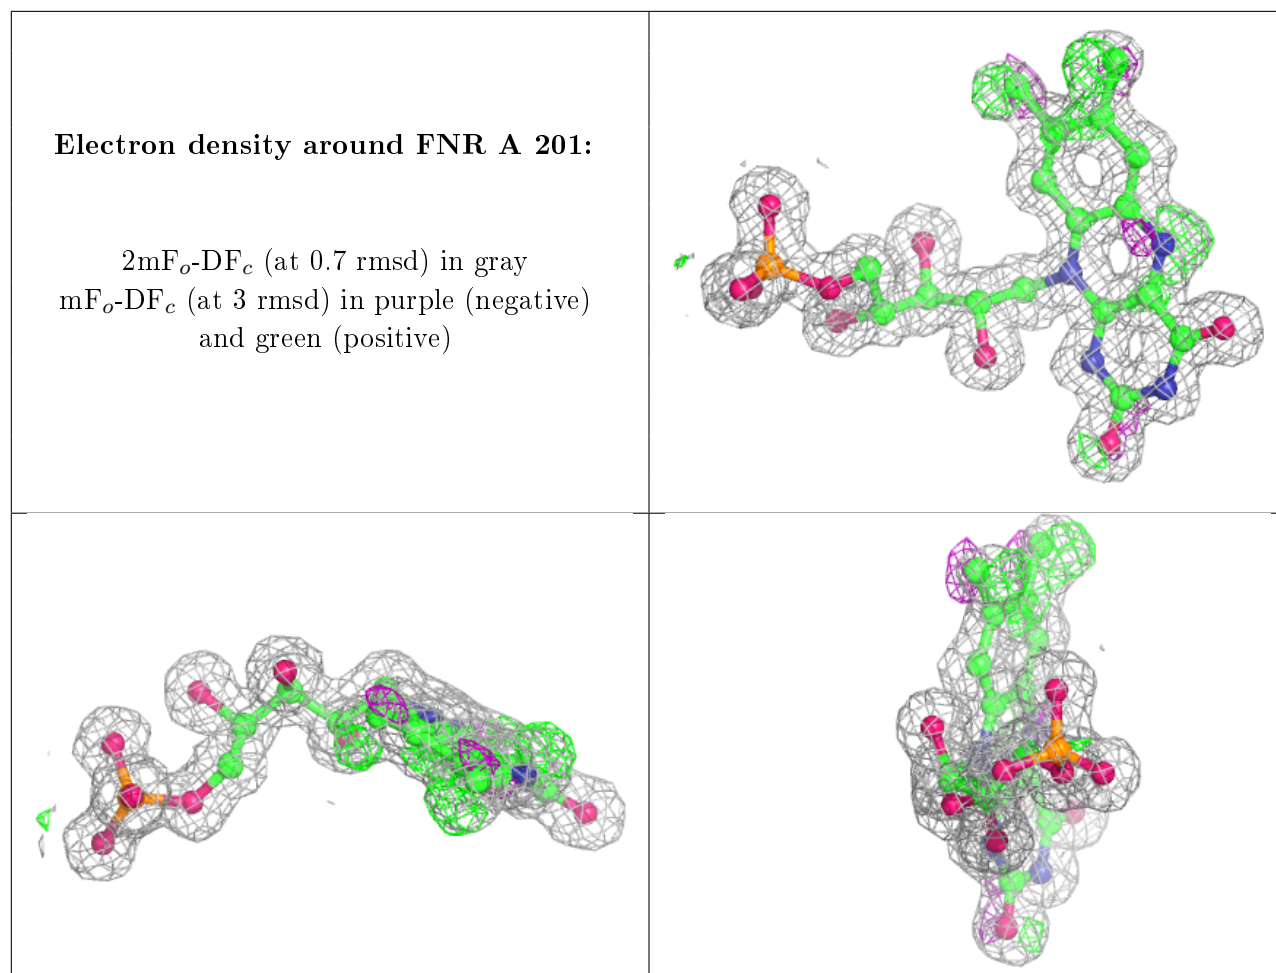 Electron density around FNR A 201:
2mFo-DFc (at 0.7 rmsd) in gray
mFo-DFc (at 3 rmsd) in purple (negative)
and green (positive)